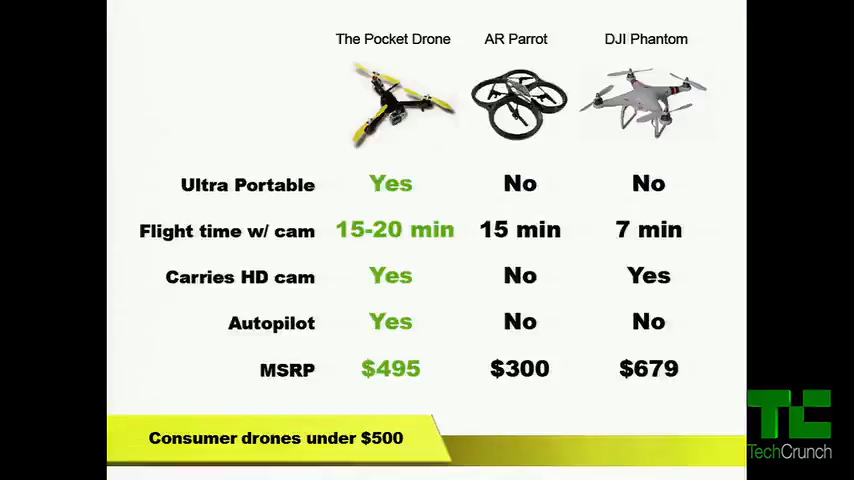 The Pocket Drone AR Parrot DJI Phantom
Ultra Portable Yes No No
Flight time w/ cam 15-20 min 15 min 7 min
Carries HD cam Yes No Yes
Autopilot Yes No No
MSRP $495 $300 $679
Consumer drones under $500
TC
TechCrunch